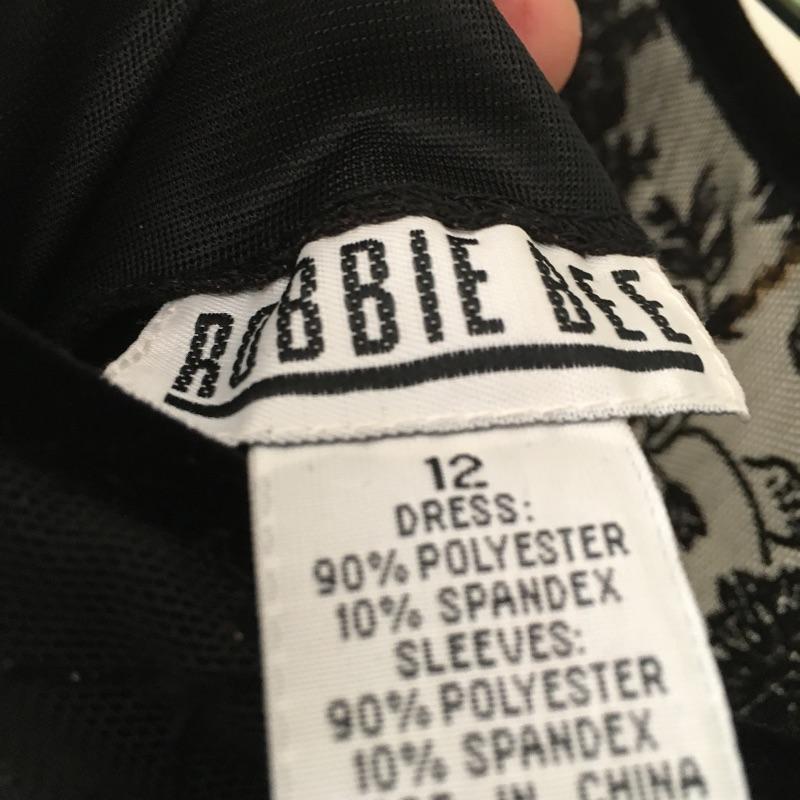 BOBBIE BEE
12
DRESS:
90% POLYESTER
10% SPANDEX
SLEEVES:
90% POLYESTER
10% SPANDEX
IN CHINA